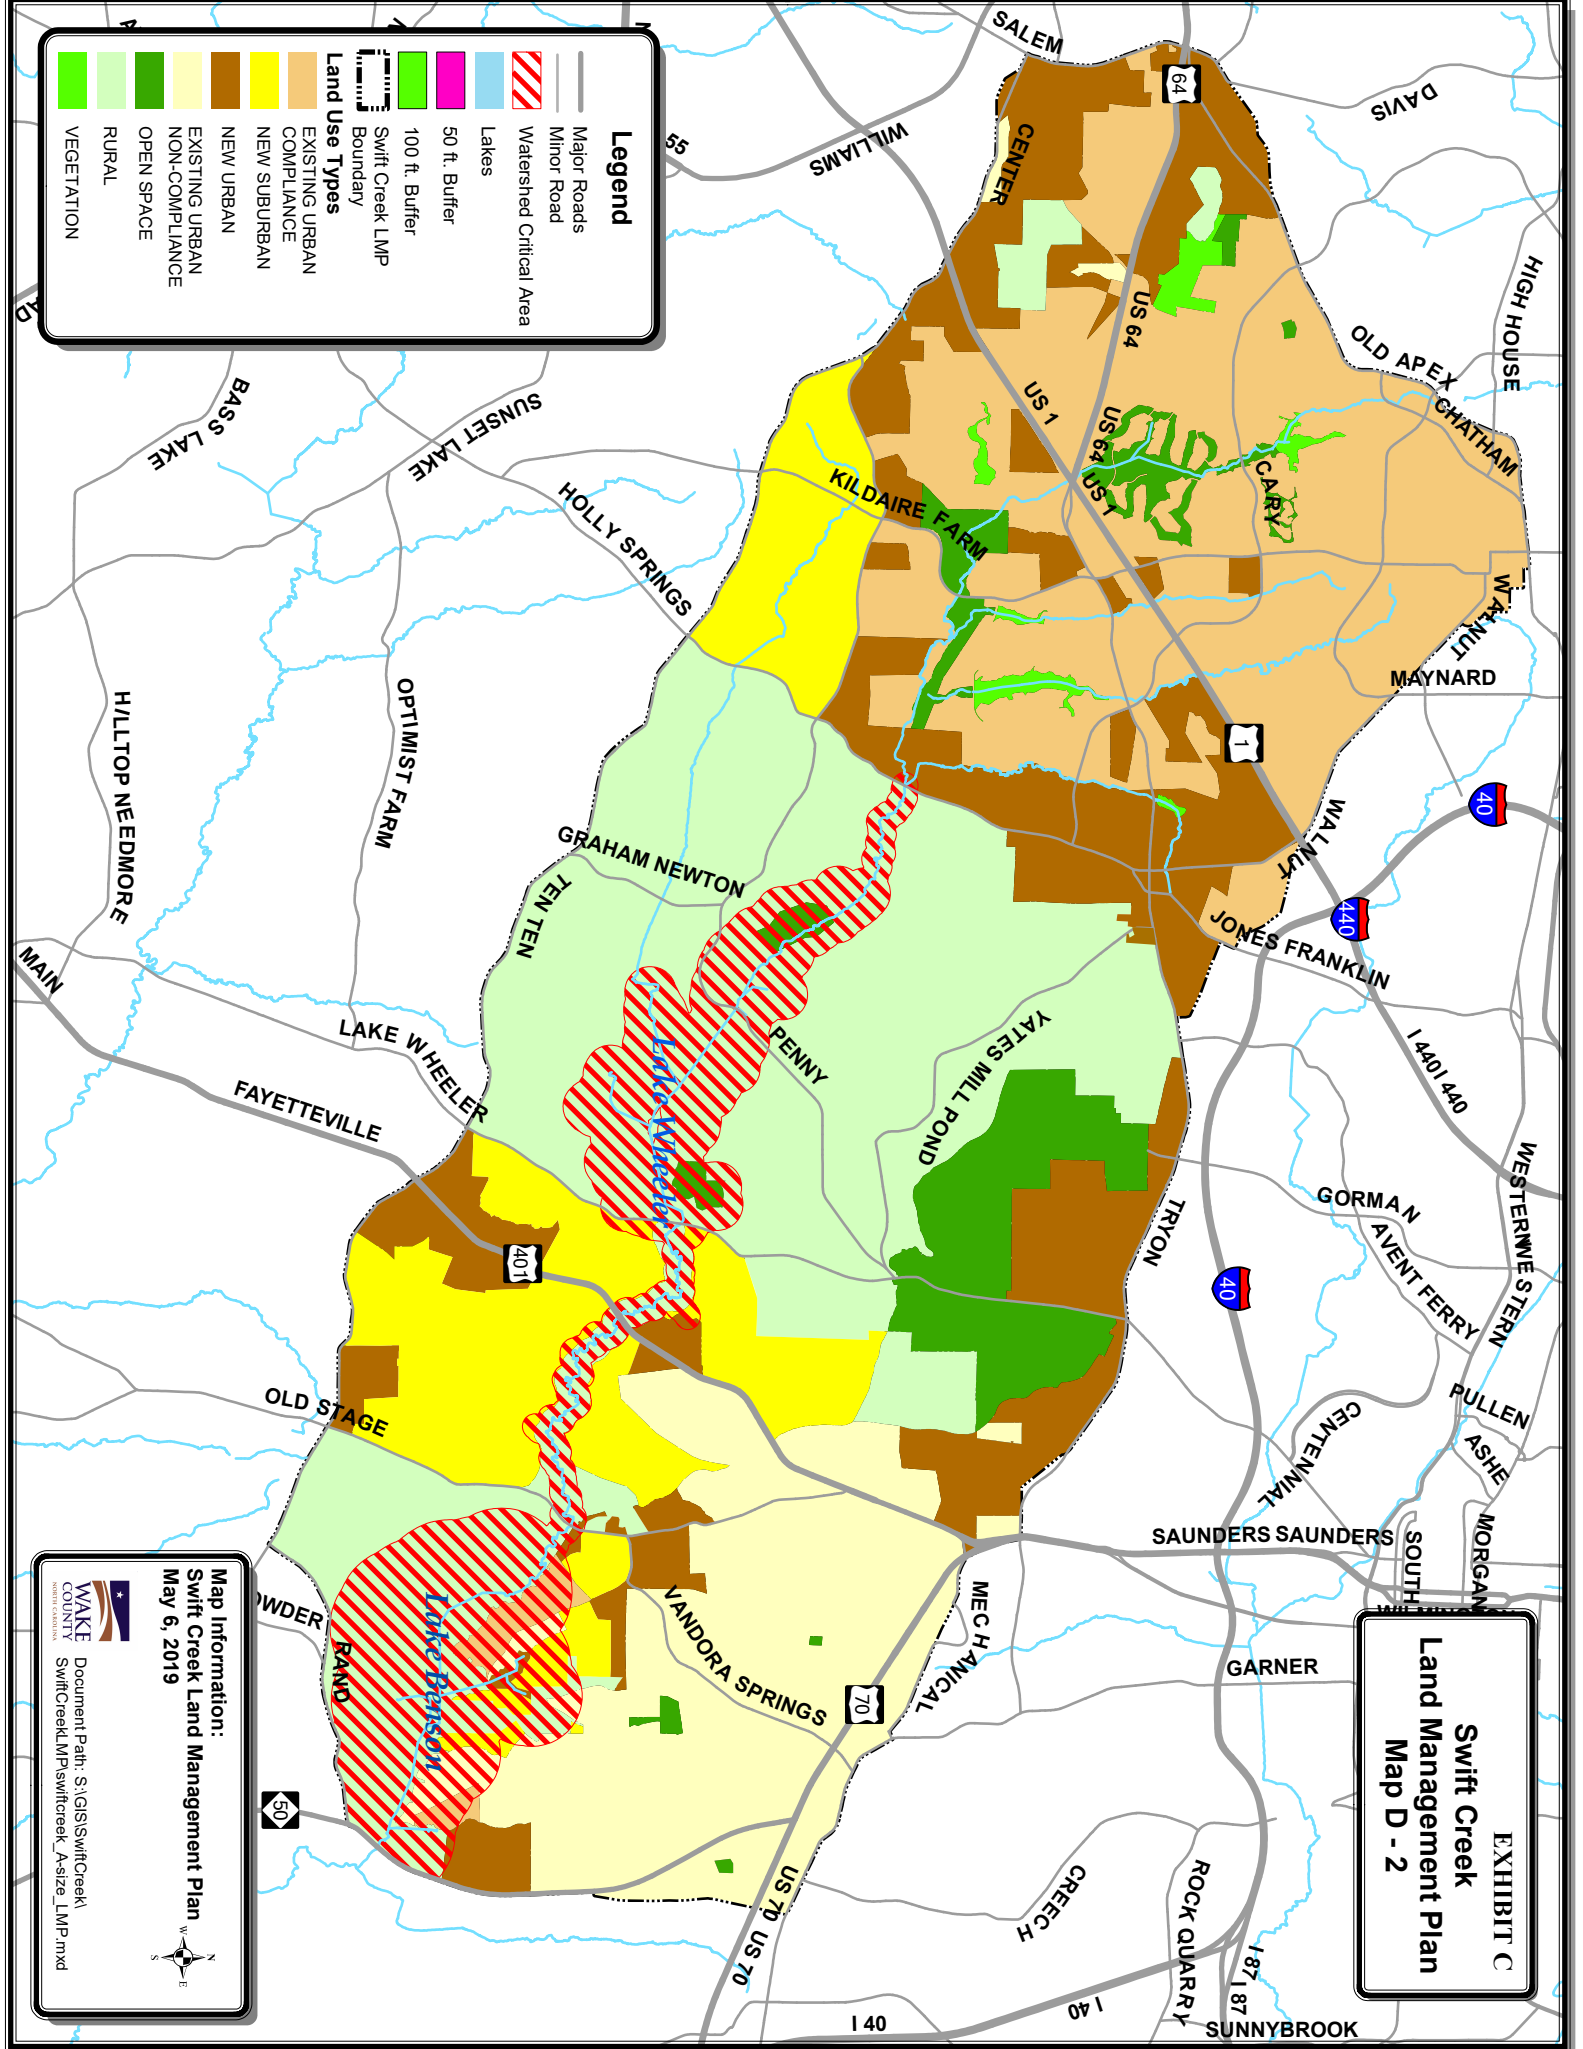 EXHIBIT C
Swift Creek
Land Management Plan
Map D - 2
Legend
Major Roads
Minor Road
Watershed Critical Area
Lakes
50 ft. Buffer
100 ft. Buffer
Swift Creek LMP
Boundary
Land Use Types
EXISTING URBAN
COMPLIANCE
NEW SUBURBAN
NEW URBAN
EXISTING URBAN
NON-COMPLIANCE
OPEN SPACE
RURAL
VEGETATION
Map Information:
Swift Creek Land Management Plan
May 6, 2019
WAKE
COUNTY
NORTH CAROLINA
Document Path: S:\GIS\SwiftCreek\
SwiftCreekLMP\swiftcreek_A-size_LMP.mxd
N
E
S
W
SALEM
64
DAVIS
HIGH HOUSE
OLD APEX
CHATHAM
WILLIAMS
55
CENTER
US 64
US 1
US 64
US 1
CARY
KILDAIRE FARM
WALNUT
MAYNARD
1
WALNUT
40
440
JONES FRANKLIN
I 440
I 440
BASS LAKE
SUNSET LAKE
HOLLY SPRINGS
OPTIMIST FARM
HILLTOP NEEDMORE
GRAHAM NEWTON
TEN TEN
MAIN
LAKE WHEELER
FAYETTEVILLE
PENNY
YATES MILL POND
Lake Wheeler
TRYON
GORMAN
AVENT FERRY
WESTERN
WESTERN
40
401
OLD STAGE
PULLEN
ASHE
CENTENNIAL
MORGAN
SOUTH
SAUNDERS
SAUNDERS
MECHANICAL
GARNER
VANDORA SPRINGS
70
RAND
Lake Benson
50
US 70
US 70
CREECH
ROCK QUARRY
I 87
I 87
I 40
I 40
SUNNYBROOK